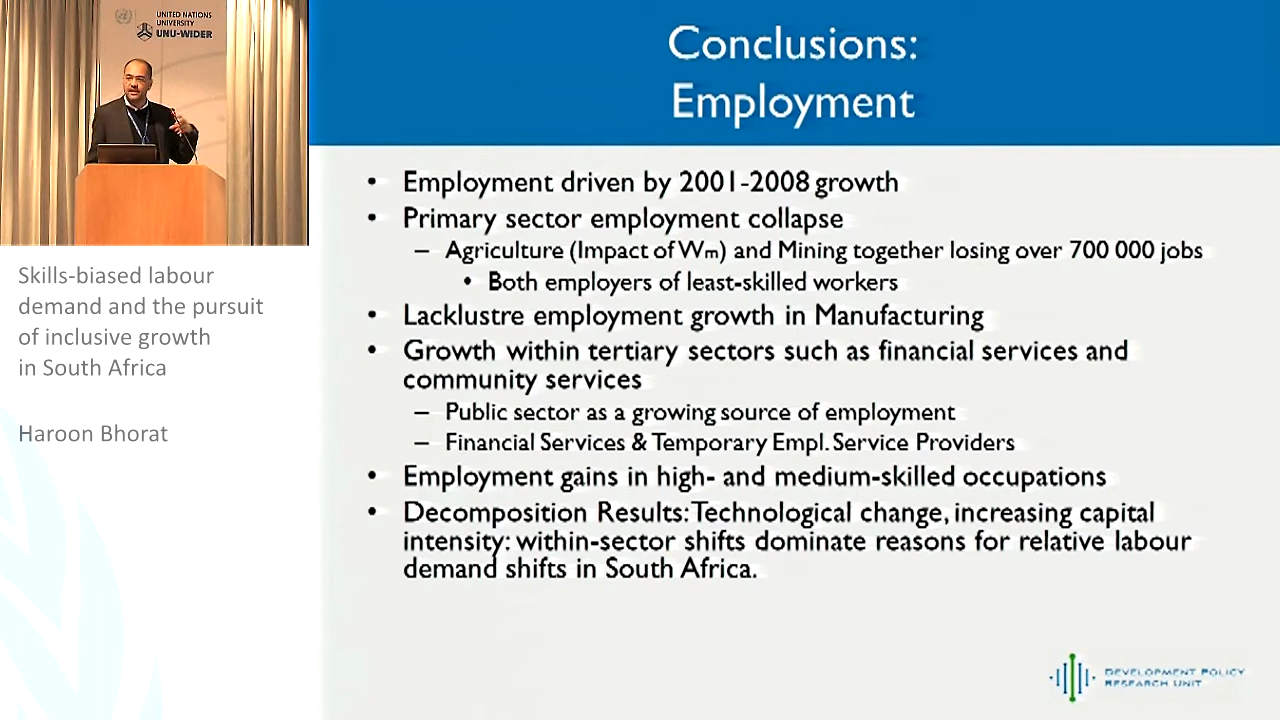 UNITED NATIONS
UNIVERSITY
UNU-WIDER
Skills-biased labour
demand and the pursuit
of inclusive growth
in South Africa
Haroon Bhorat
Conclusions:
Employment
• Employment driven by 2001-2008 growth
• Primary sector employment collapse
– Agriculture (Impact of Wm) and Mining together losing over 700 000 jobs
• Both employers of least-skilled workers
• Lacklustre employment growth in Manufacturing
• Growth within tertiary sectors such as financial services and
community services
– Public sector as a growing source of employment
– Financial Services & Temporary Empl. Service Providers
• Employment gains in high- and medium-skilled occupations
• Decomposition Results: Technological change, increasing capital
intensity: within-sector shifts dominate reasons for relative labour
demand shifts in South Africa.
DEVELOPMENT POLICY
RESEARCH UNIT